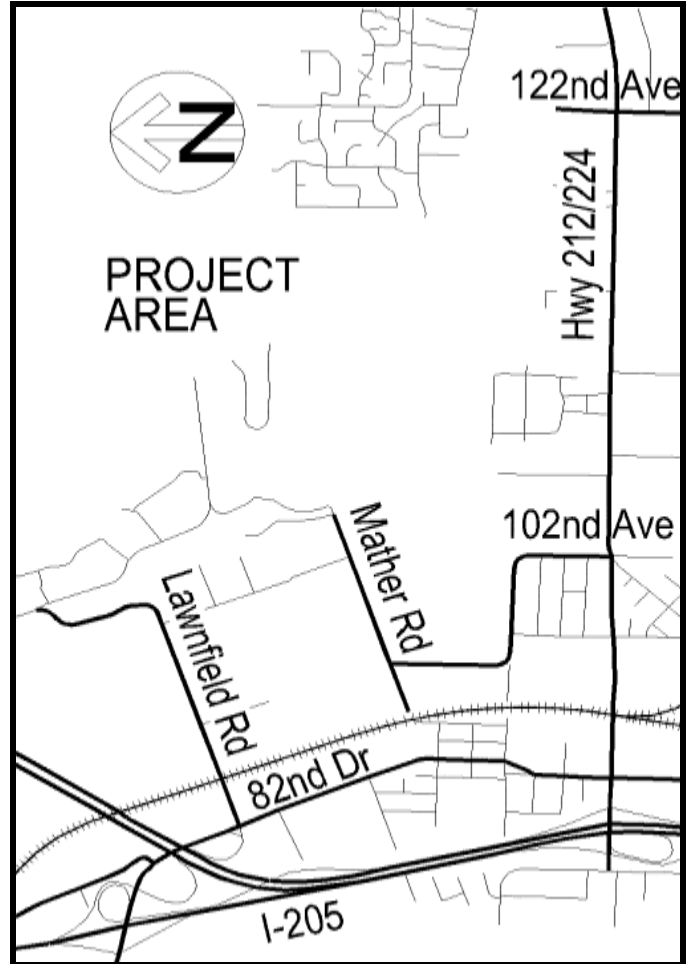 122nd Ave
N
Hwy 212/224
PROJECT
AREA
102nd Ave
Mather Rd
Lawnfield Rd
82nd Dr
I-205